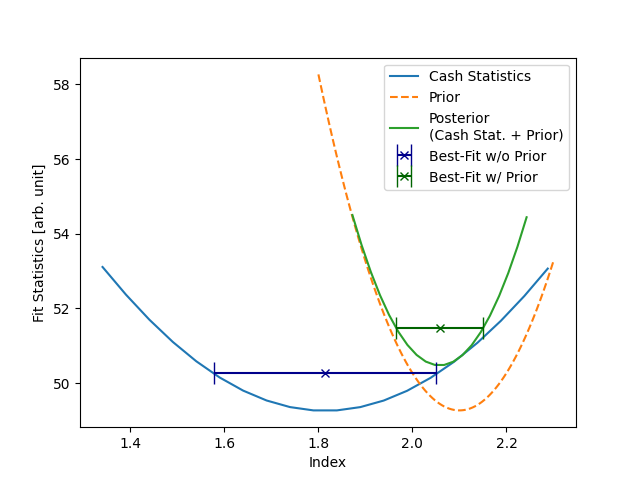 58
56
54
52
50
1.4
1.6
1.8
2.0
2.2
Index
Fit Statistics [arb. unit]
Cash Statistics
Prior
Posterior
(Cash Stat. + Prior)
Best-Fit w/o Prior
Best-Fit w/ Prior